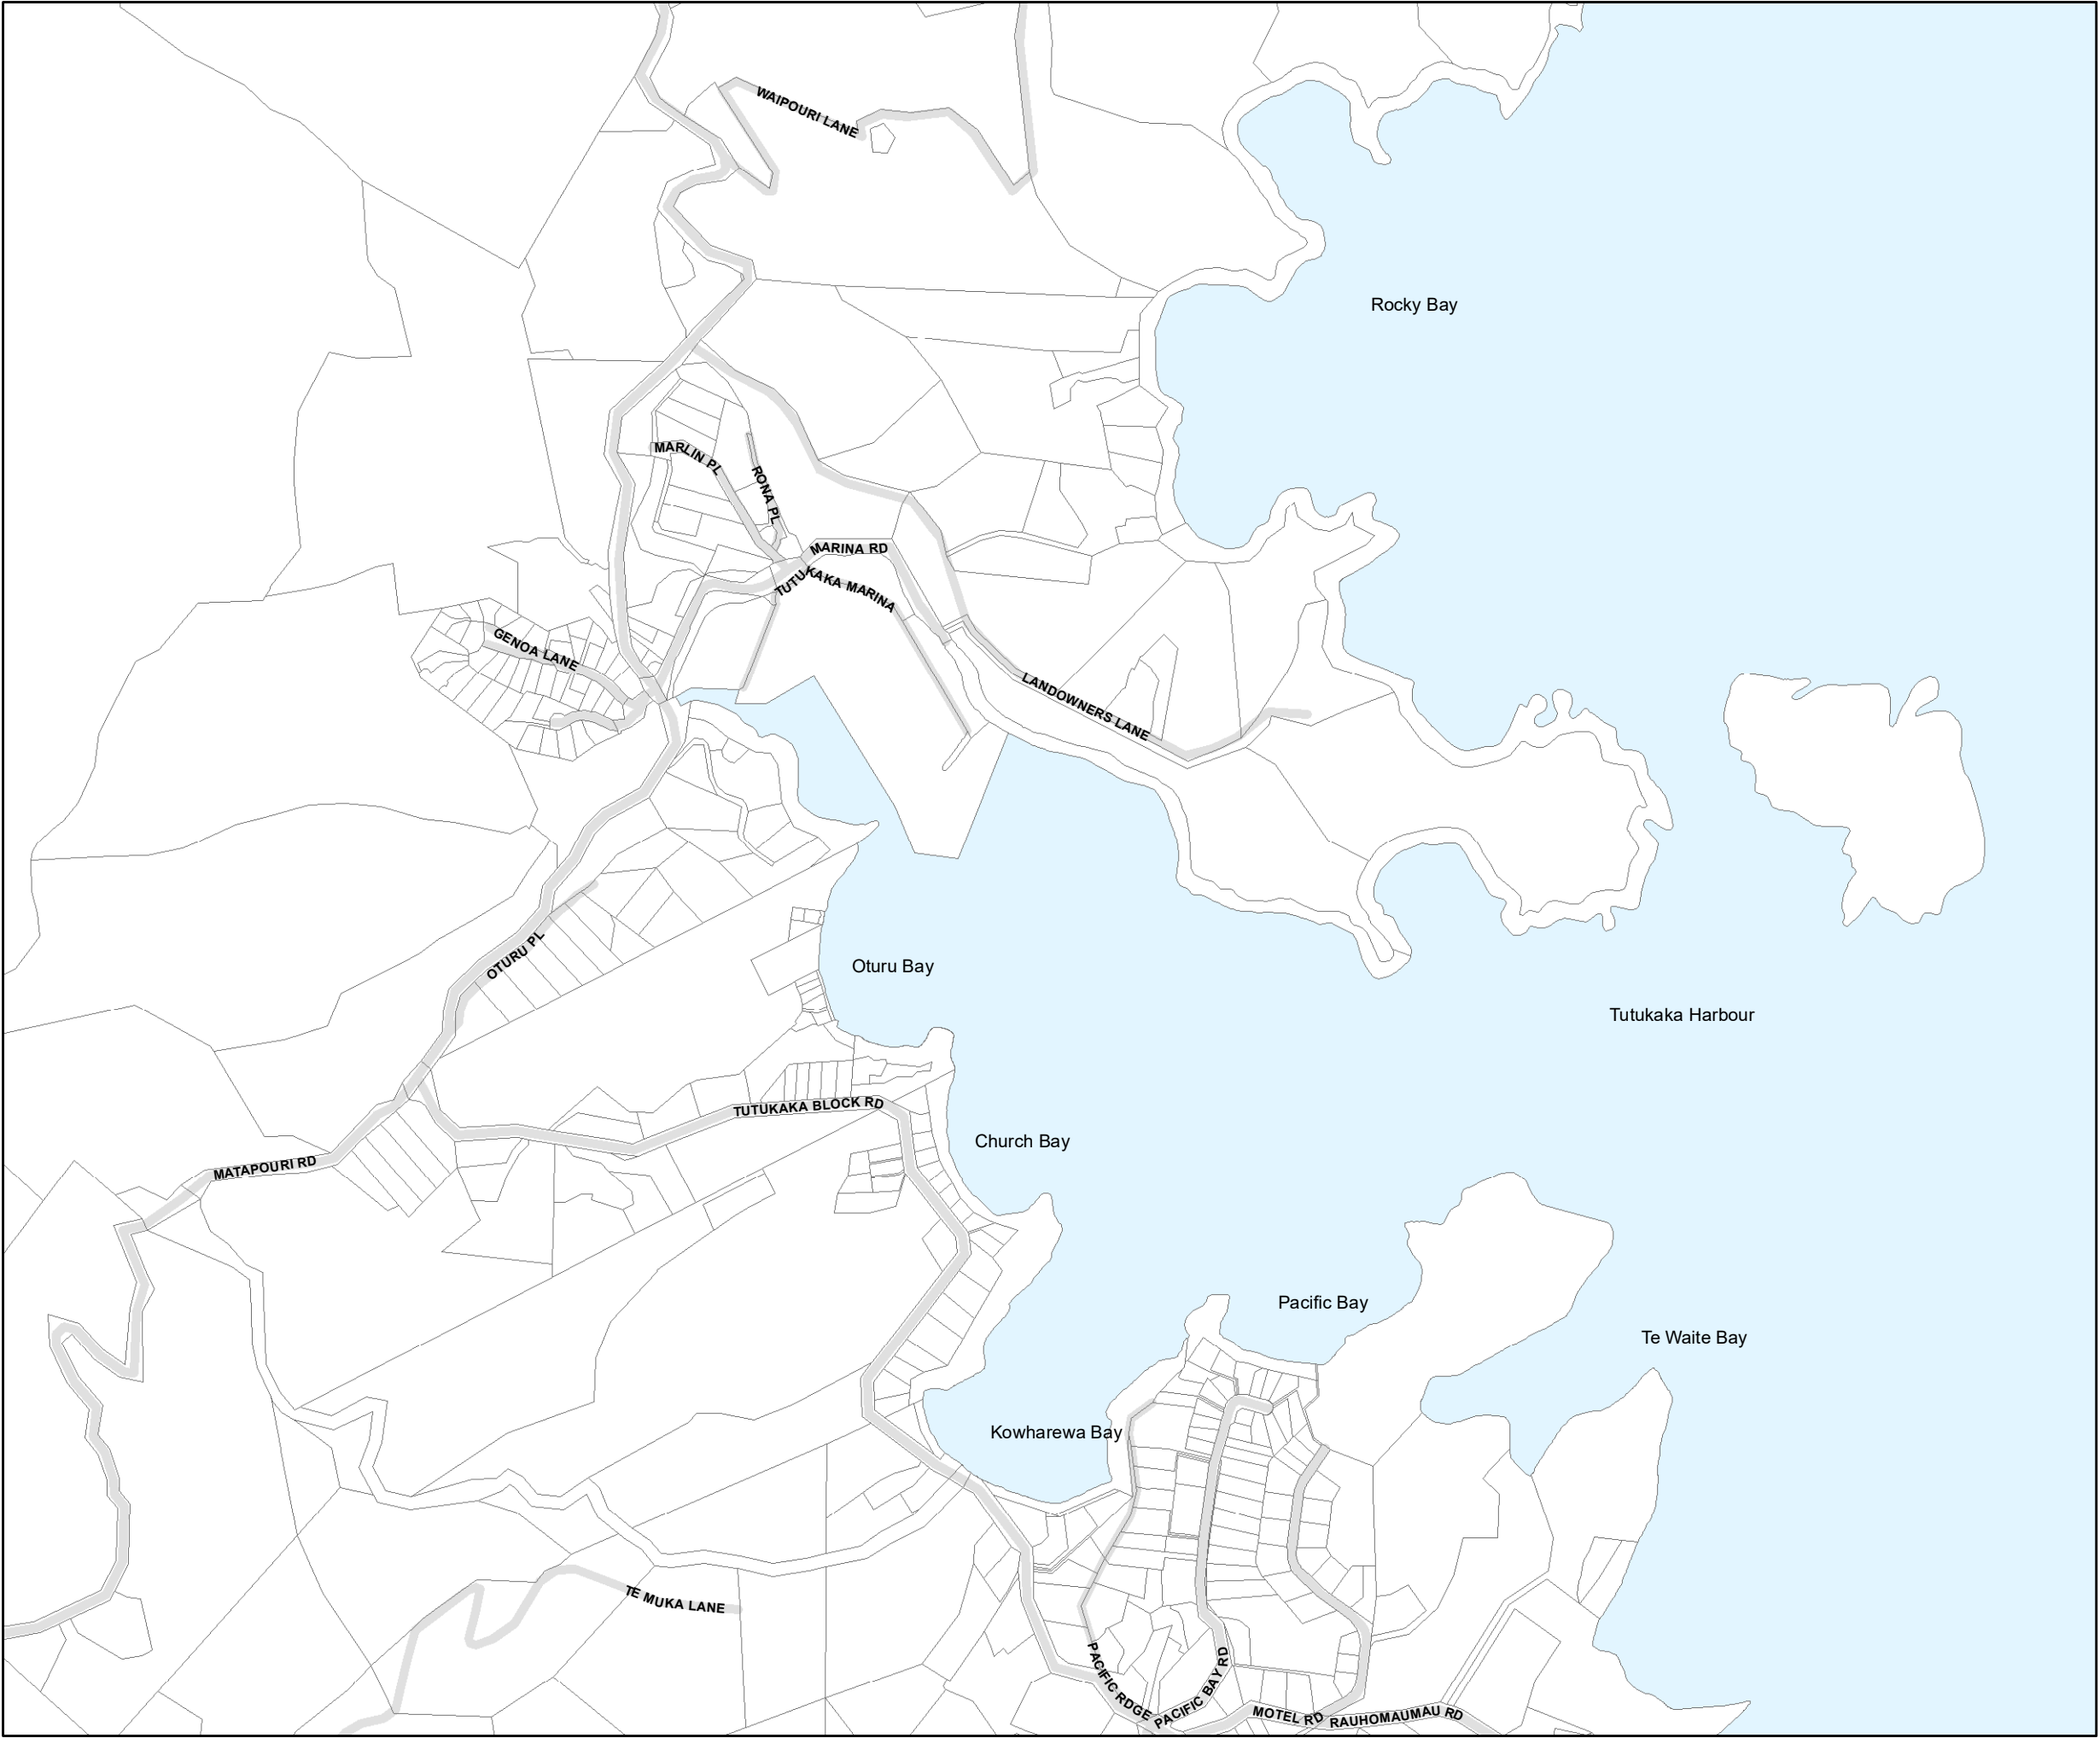 WAIPOURI LANE
Rocky Bay
MARLIN PL
RONA PL
MARINA RD
TUTUKAKA MARINA
GENOA LANE
LANDOWNERS LANE
OTURU PL
Oturu Bay
Tutukaka Harbour
TUTUKAKA BLOCK RD
Church Bay
MATAPOURI RD
Pacific Bay
Te Waite Bay
Kowharewa Bay
TE MUKA LANE
PACIFIC RDGE
PACIFIC BAY RD
MOTEL RD
RAUHOMAUMAU RD